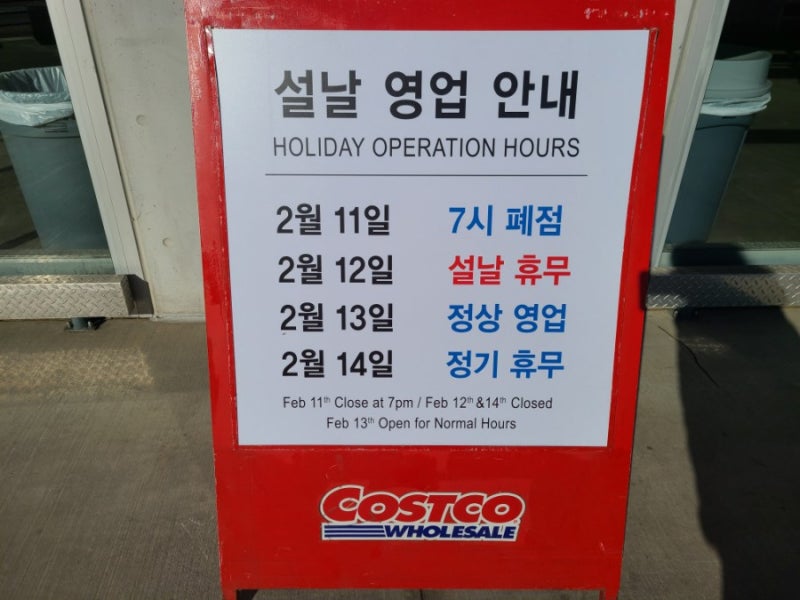 설날 영업 안내
HOLIDAY OPERATION HOURS
2월 11일 7시 폐점
2월 12일 설날 휴무
2월 13일 정상 영업
2월 14일 정기 휴무
Feb 11th Close at 7pm / Feb 12th &14th Closed
Feb 13th Open for Normal Hours
COSTCO
WHOLESALE